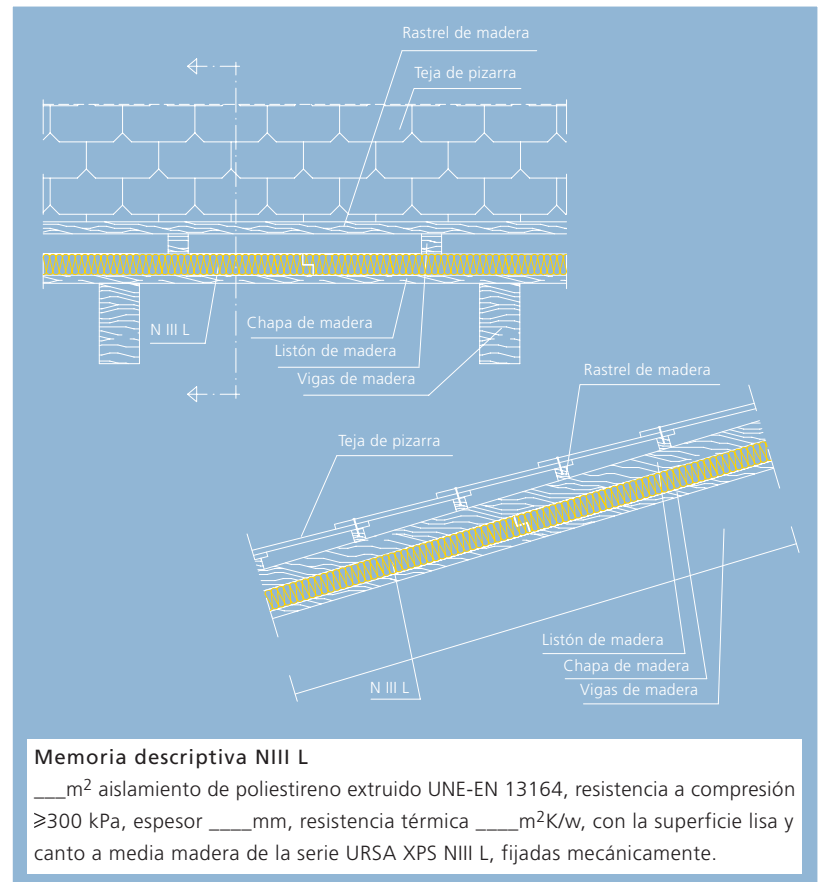 Rastrel de madera
Teja de pizarra
N III L
Chapa de madera
Listón de madera
Vigas de madera
Rastrel de madera
Teja de pizarra
Listón de madera
Chapa de madera
N III L
Vigas de madera
Memoria descriptiva NIII L
___m² aislamiento de poliestireno extruido UNE-EN 13164, resistencia a compresión
⩾300 kPa, espesor ____mm, resistencia térmica ____m²K/w, con la superficie lisa y
canto a media madera de la serie URSA XPS NIII L, fijadas mecánicamente.